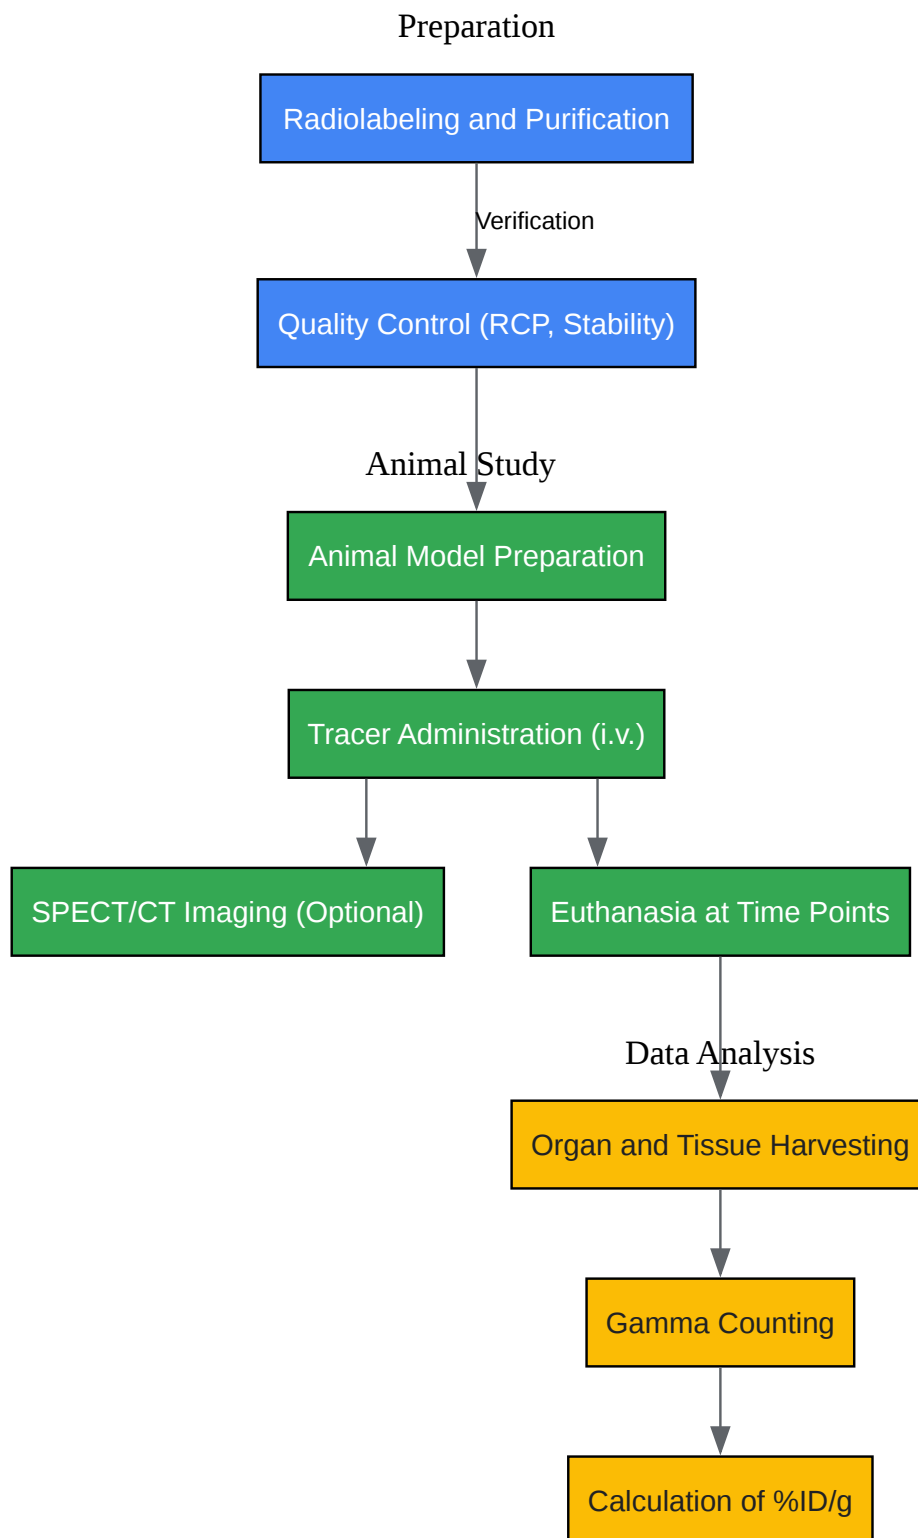 Preparation
Radiolabeling and Purification
Verification
Quality Control (RCP, Stability)
Animal Study
Animal Model Preparation
Tracer Administration (i.v.)
SPECT/CT Imaging (Optional)
Euthanasia at Time Points
Data Analysis
Organ and Tissue Harvesting
Gamma Counting
Calculation of %ID/g